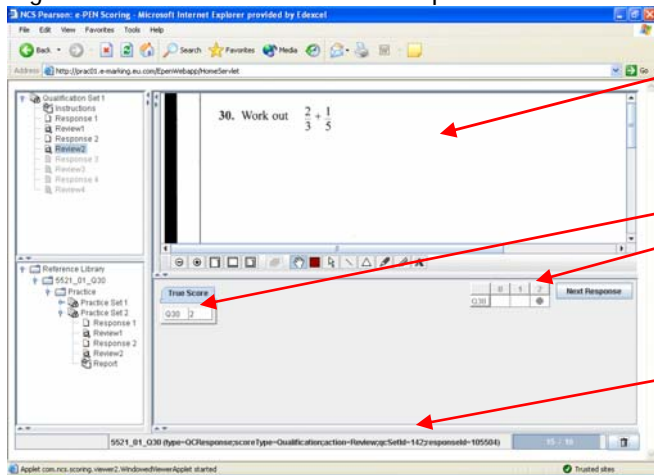 NCS Pearson: e-PEN Scoring - Microsoft Internet Explorer provided by Edexcel
File Edit View Favorites Tools Help
Back Search Favorites Media
Address http://prac01.e-marking.eu.com/EpenWebapp/HomeServlet Go
Qualification Set 1
Instructions
Response 1
Review1
Response 2
Review2
Response 3
Review3
Response 4
Review4
30. Work out 2/3 + 1/5
Reference Library
5521_01_Q30
Practice
Practice Set 1
Practice Set 2
Response 1
Review1
Response 2
Review2
Report
True Score
Q30 2
0 1 2
Q30
Next Response
5521_01_Q30 (type=QCResponse;scoreType=Qualification;action=Review;qcSetId=142;responseId=105504)
15 / 16
Applet com.ncs.scoring.viewer2.WindowedViewerApplet started
Trusted sites